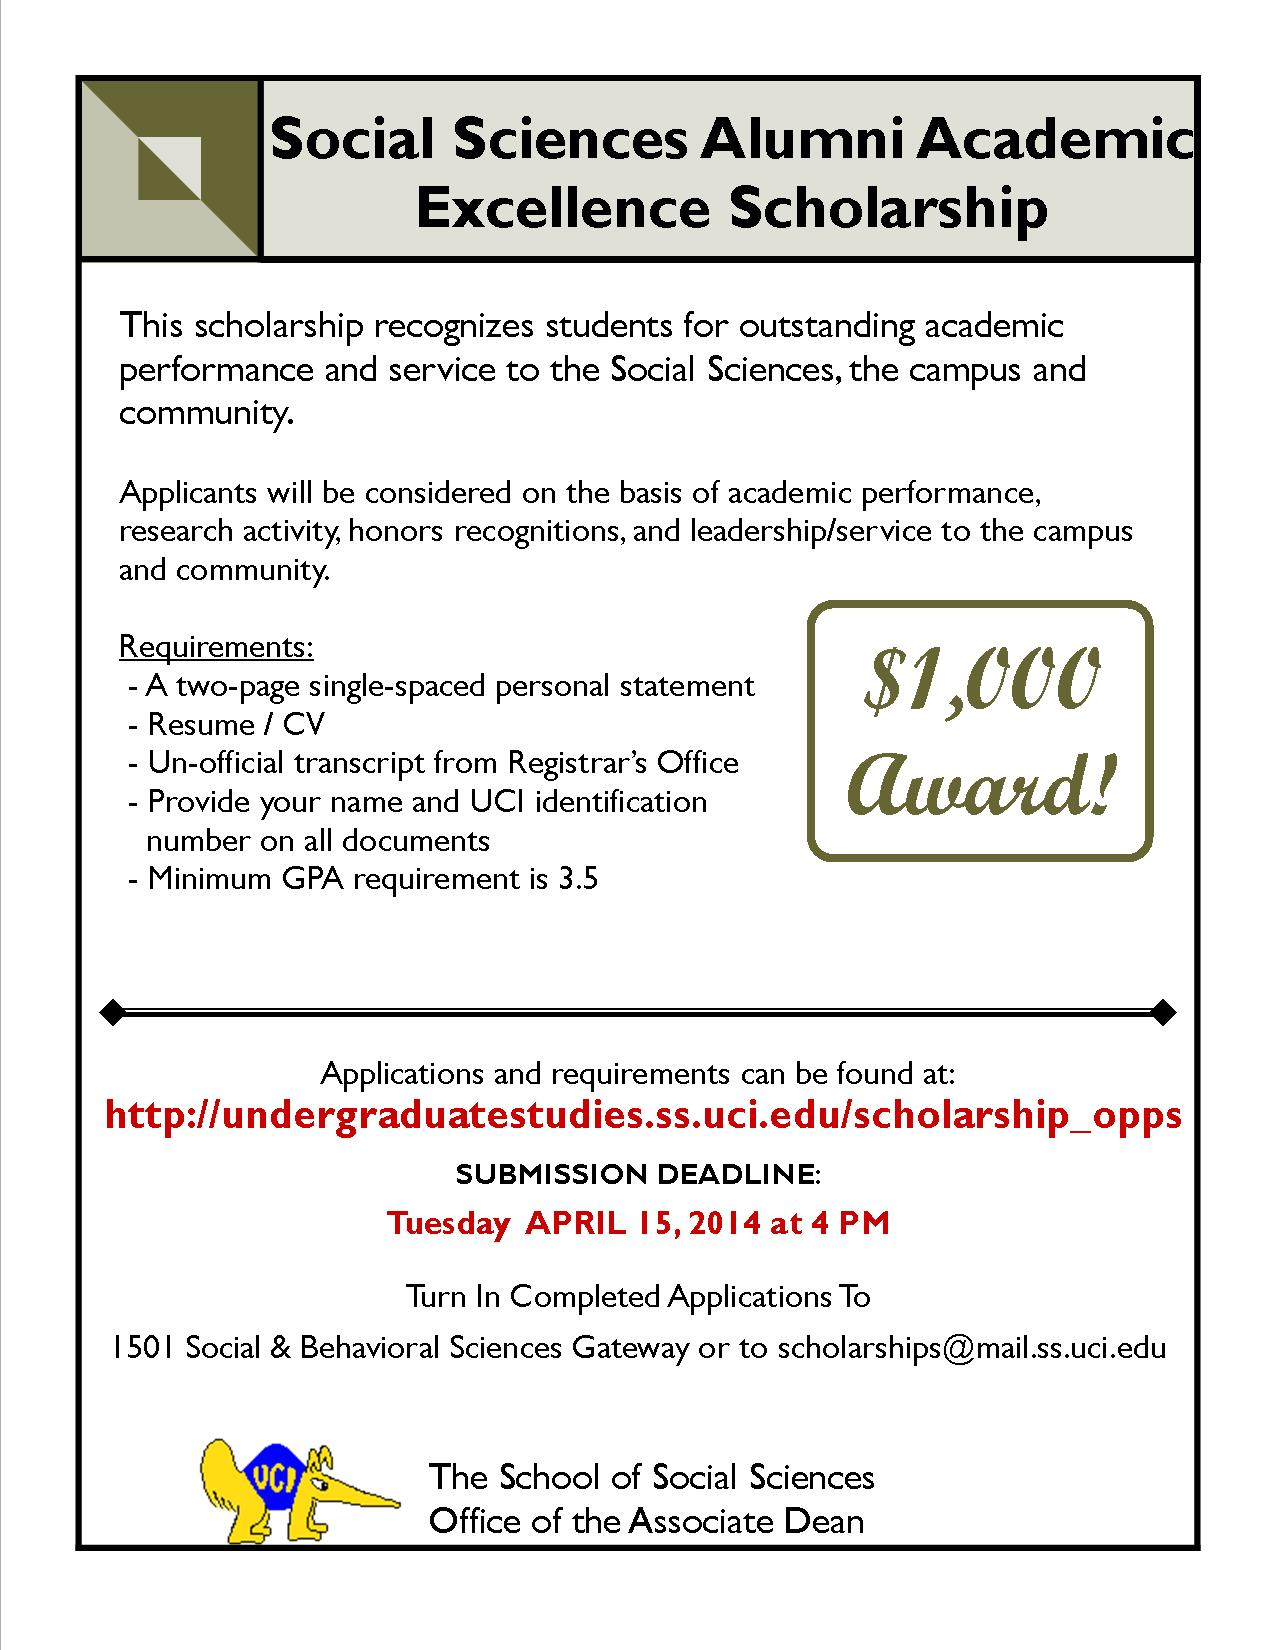 Social Sciences Alumni Academic
Excellence Scholarship
This scholarship recognizes students for outstanding academic
performance and service to the Social Sciences, the campus and
community.
Applicants will be considered on the basis of academic performance,
research activity, honors recognitions, and leadership/service to the campus
and community.
Requirements:
- A two-page single-spaced personal statement
- Resume / CV
- Un-official transcript from Registrar’s Office
- Provide your name and UCI identification
number on all documents
- Minimum GPA requirement is 3.5
$1,000
Award!
Applications and requirements can be found at:
http://undergraduatestudies.ss.uci.edu/scholarship_opps
SUBMISSION DEADLINE:
Tuesday APRIL 15, 2014 at 4 PM
Turn In Completed Applications To
1501 Social & Behavioral Sciences Gateway or to scholarships@mail.ss.uci.edu
UCI
The School of Social Sciences
Office of the Associate Dean